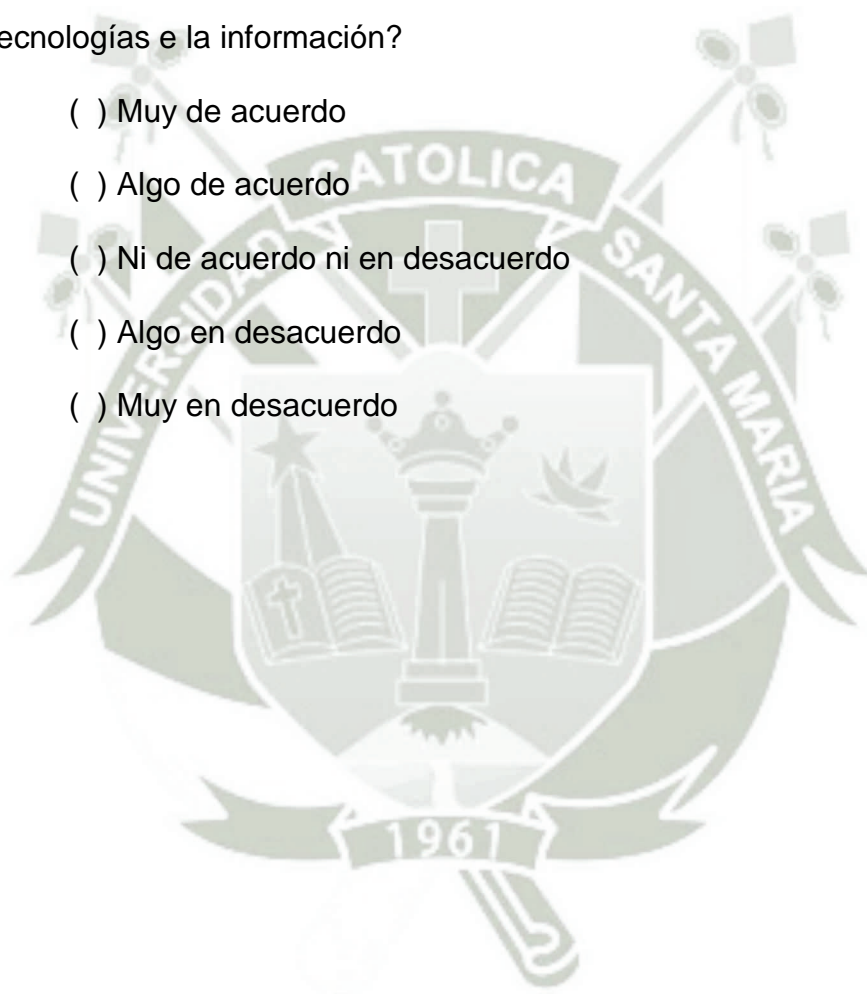 ecnologías e la información?
( ) Muy de acuerdo
( ) Algo de acuerdo
( ) Ni de acuerdo ni en desacuerdo
( ) Algo en desacuerdo
( ) Muy en desacuerdo
UNIVERSIDAD CATOLICA SANTA MARIA
1961